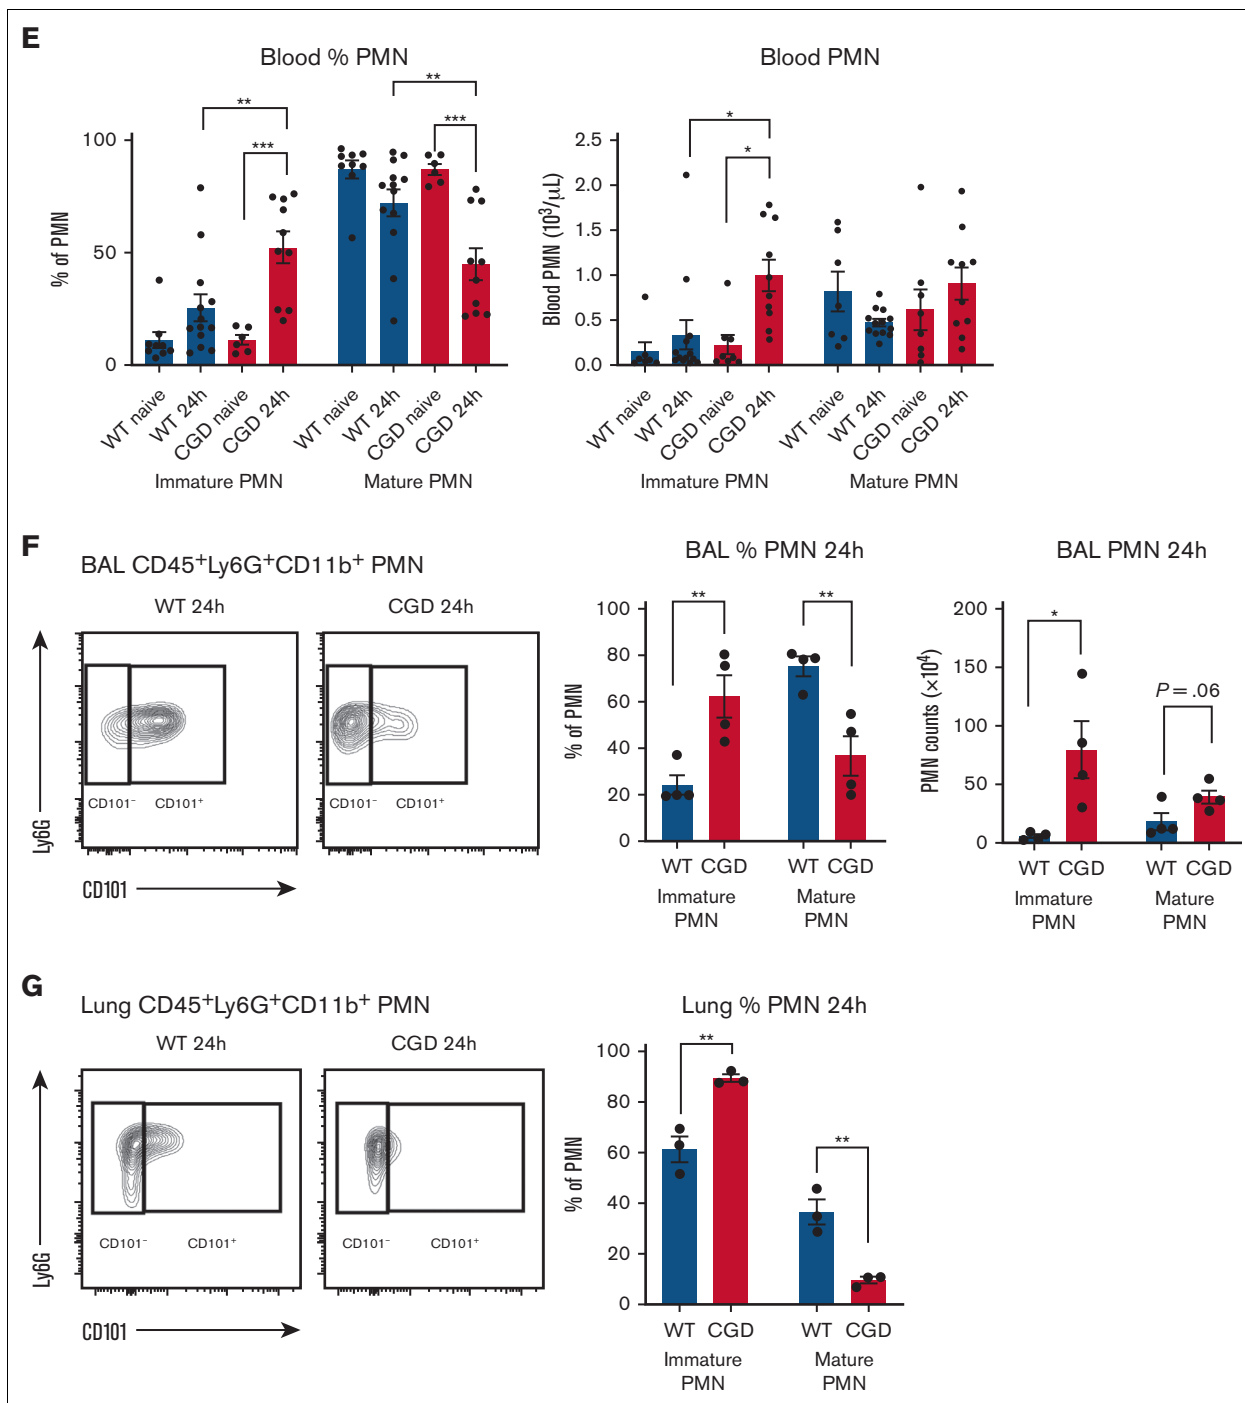 E
Blood % PMN
% of PMN
100
50
0
**
***
**
***
WT naive
WT 24h
CGD naive
CGD 24h
WT naive
WT 24h
CGD naive
CGD 24h
Immature PMN
Mature PMN
Blood PMN
Blood PMN (10³/μL)
2.5
2.0
1.5
1.0
0.5
0.0
*
*
WT naive
WT 24h
CGD naive
CGD 24h
WT naive
WT 24h
CGD naive
CGD 24h
Immature PMN
Mature PMN
F
BAL CD45⁺Ly6G⁺CD11b⁺ PMN
WT 24h
CGD 24h
CD101⁻
CD101⁺
CD101⁻
CD101⁺
Ly6G
CD101
BAL % PMN 24h
% of PMN
100
80
60
40
20
0
**
**
WT CGD
WT CGD
Immature
PMN
Mature
PMN
BAL PMN 24h
PMN counts (×10⁴)
200
150
100
50
0
*
P = .06
WT CGD
WT CGD
Immature
PMN
Mature
PMN
G
Lung CD45⁺Ly6G⁺CD11b⁺ PMN
WT 24h
CGD 24h
CD101⁻
CD101⁺
CD101⁻
CD101⁺
Ly6G
CD101
Lung % PMN 24h
% of PMN
100
80
60
40
20
0
**
**
WT CGD
WT CGD
Immature
PMN
Mature
PMN